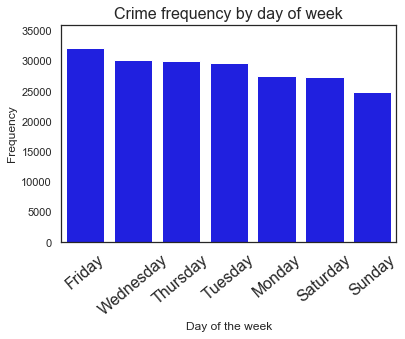 Crime frequency by day of week
35000
30000
25000
20000
15000
10000
5000
0
Frequency
Friday
Wednesday
Thursday
Tuesday
Monday
Saturday
Sunday
Day of the week